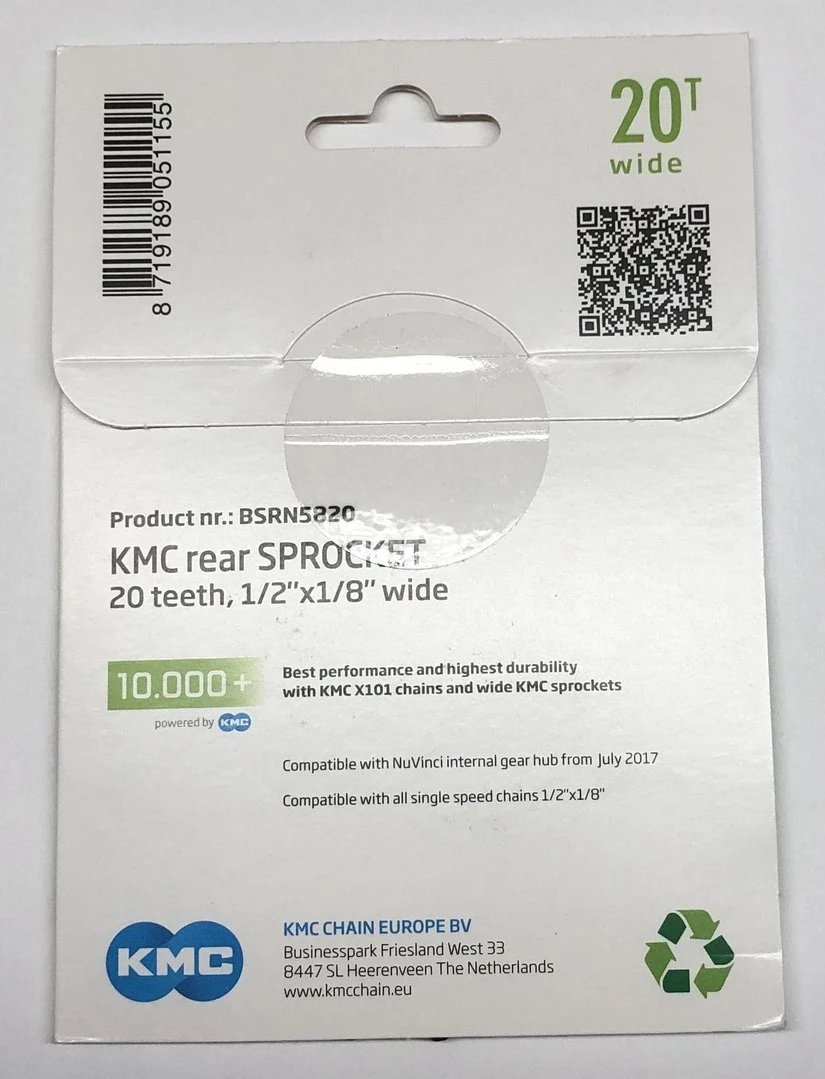 8 719189 051155
20T
wide
Product nr.: BSRN5820
KMC rear SPROCKET
20 teeth, 1/2"x1/8" wide
10.000+
powered by KMC
Best performance and highest durability
with KMC X101 chains and wide KMC sprockets
Compatible with NuVinci internal gear hub from July 2017
Compatible with all single speed chains 1/2"x1/8"
KMC
KMC CHAIN EUROPE BV
Businesspark Friesland West 33
8447 SL Heerenveen The Netherlands
www.kmcchain.eu